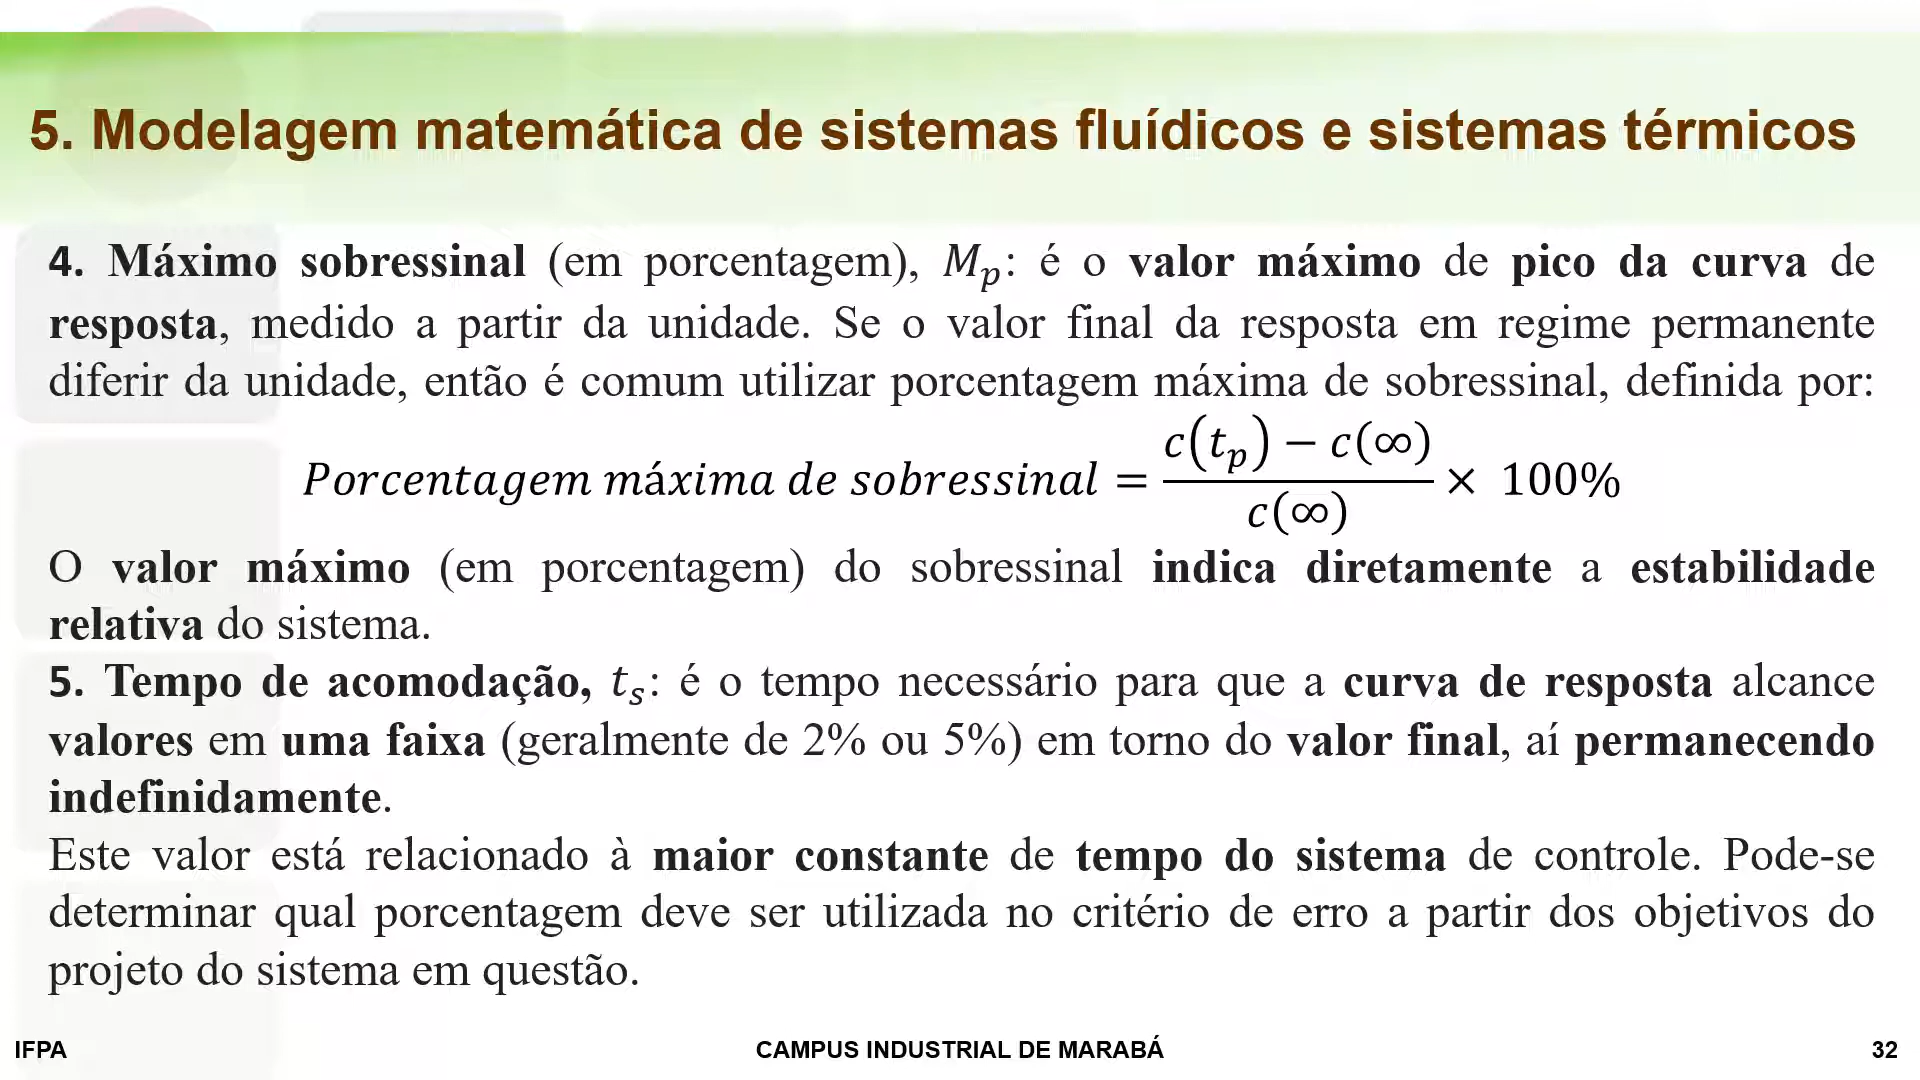 5. Modelagem matemática de sistemas fluídicos e sistemas térmicos
4. Máximo sobressinal (em porcentagem), Mₚ: é o valor máximo de pico da curva de
resposta, medido a partir da unidade. Se o valor final da resposta em regime permanente
diferir da unidade, então é comum utilizar porcentagem máxima de sobressinal, definida por:
Porcentagem máxima de sobressinal = (c(tₚ) − c(∞)) / c(∞) × 100%
O valor máximo (em porcentagem) do sobressinal indica diretamente a estabilidade
relativa do sistema.
5. Tempo de acomodação, tₛ: é o tempo necessário para que a curva de resposta alcance
valores em uma faixa (geralmente de 2% ou 5%) em torno do valor final, aí permanecendo
indefinidamente.
Este valor está relacionado à maior constante de tempo do sistema de controle. Pode-se
determinar qual porcentagem deve ser utilizada no critério de erro a partir dos objetivos do
projeto do sistema em questão.
IFPA CAMPUS INDUSTRIAL DE MARABÁ 32